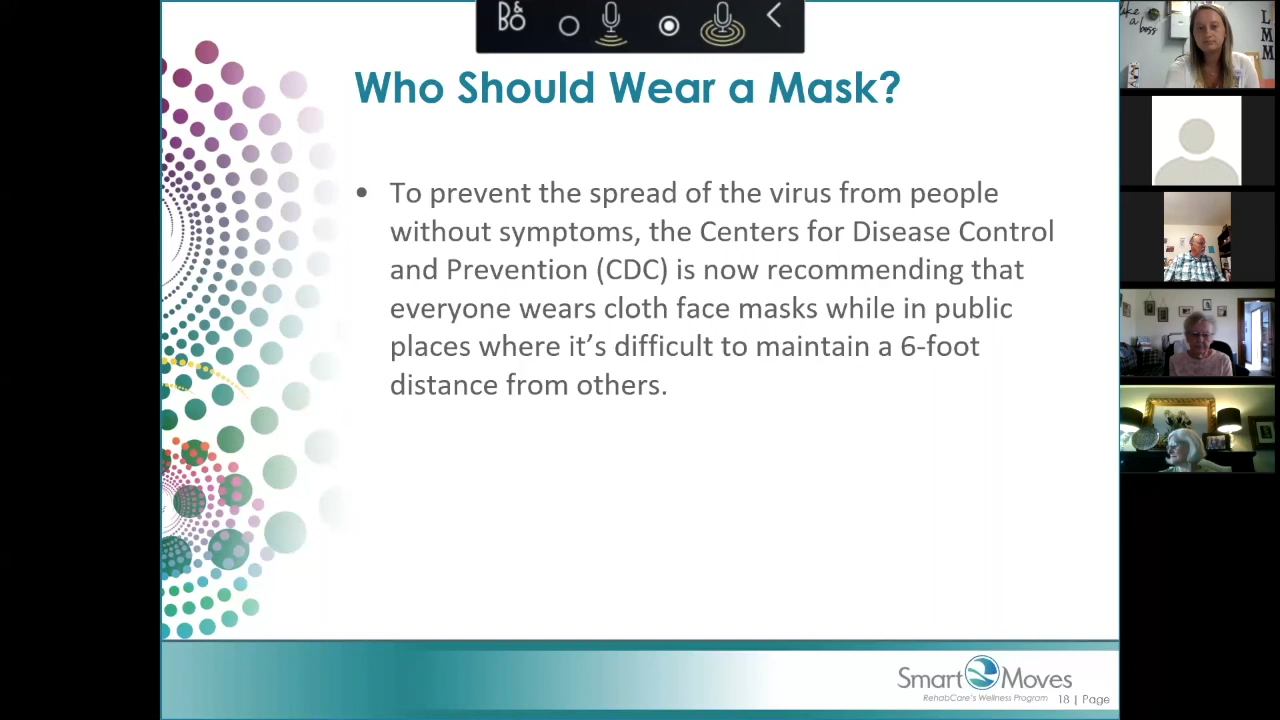 B&O
Who Should Wear a Mask?
• To prevent the spread of the virus from people
without symptoms, the Centers for Disease Control
and Prevention (CDC) is now recommending that
everyone wears cloth face masks while in public
places where it’s difficult to maintain a 6-foot
distance from others.
Smart Moves
RehabCare's Wellness Program
18 | Page
like
a
boss
L
M
M